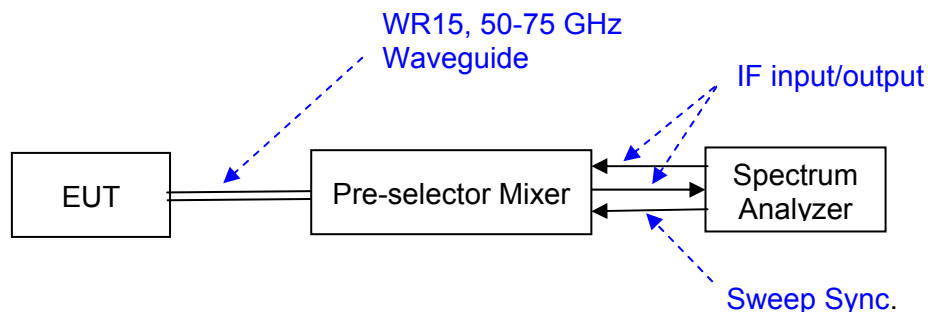 WR15, 50-75 GHz
Waveguide
IF input/output
EUT
Pre-selector Mixer
Spectrum
Analyzer
Sweep Sync.